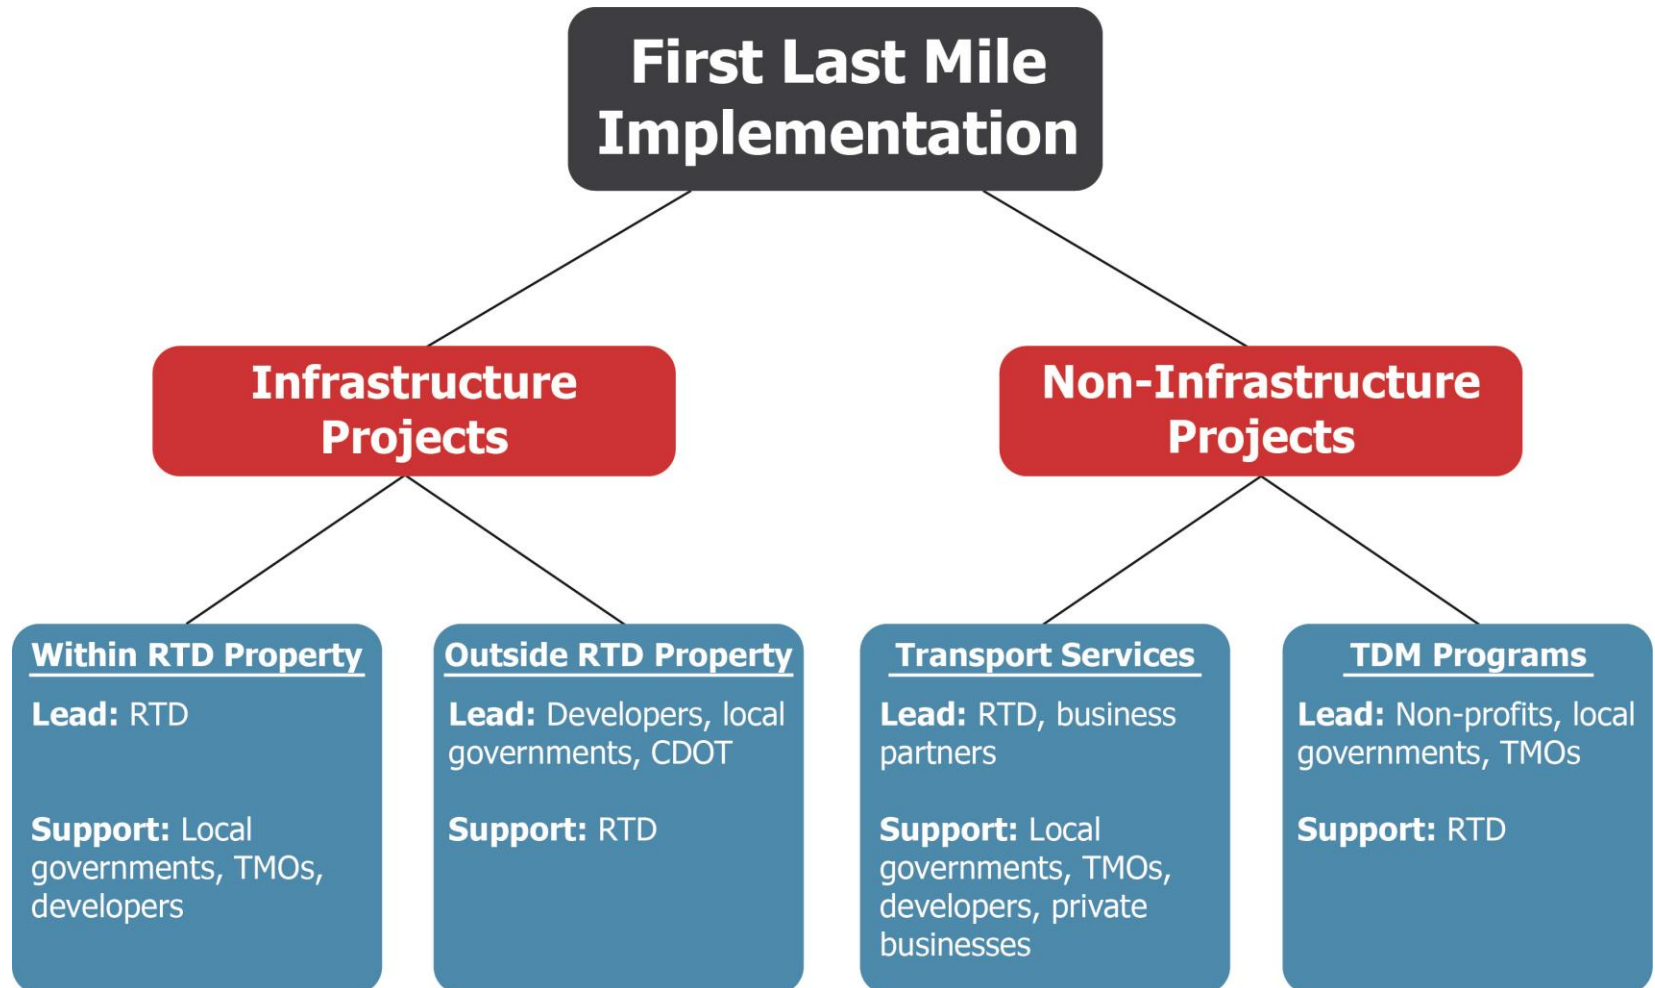 First Last Mile
Implementation
Infrastructure
Projects
Non-Infrastructure
Projects
Within RTD Property
Lead: RTD
Support: Local
governments, TMOs,
developers
Outside RTD Property
Lead: Developers, local
governments, CDOT
Support: RTD
Transport Services
Lead: RTD, business
partners
Support: Local
governments, TMOs,
developers, private
businesses
TDM Programs
Lead: Non-profits, local
governments, TMOs
Support: RTD